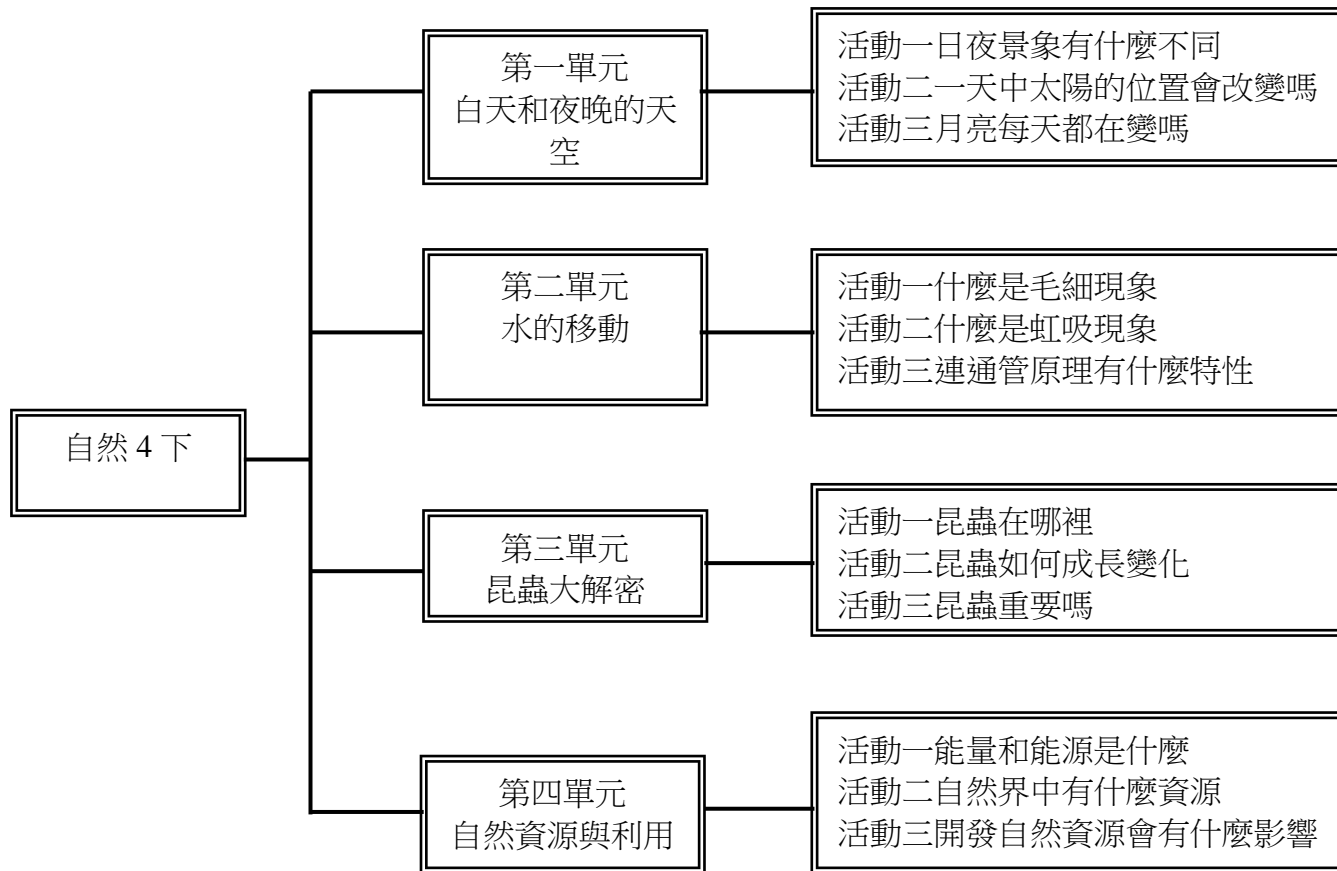 自然 4 下
第一單元
白天和夜晚的天
空
活動一日夜景象有什麼不同
活動二一天中太陽的位置會改變嗎
活動三月亮每天都在變嗎
第二單元
水的移動
活動一什麼是毛細現象
活動二什麼是虹吸現象
活動三連通管原理有什麼特性
第三單元
昆蟲大解密
活動一昆蟲在哪裡
活動二昆蟲如何成長變化
活動三昆蟲重要嗎
第四單元
自然資源與利用
活動一能量和能源是什麼
活動二自然界中有什麼資源
活動三開發自然資源會有什麼影響